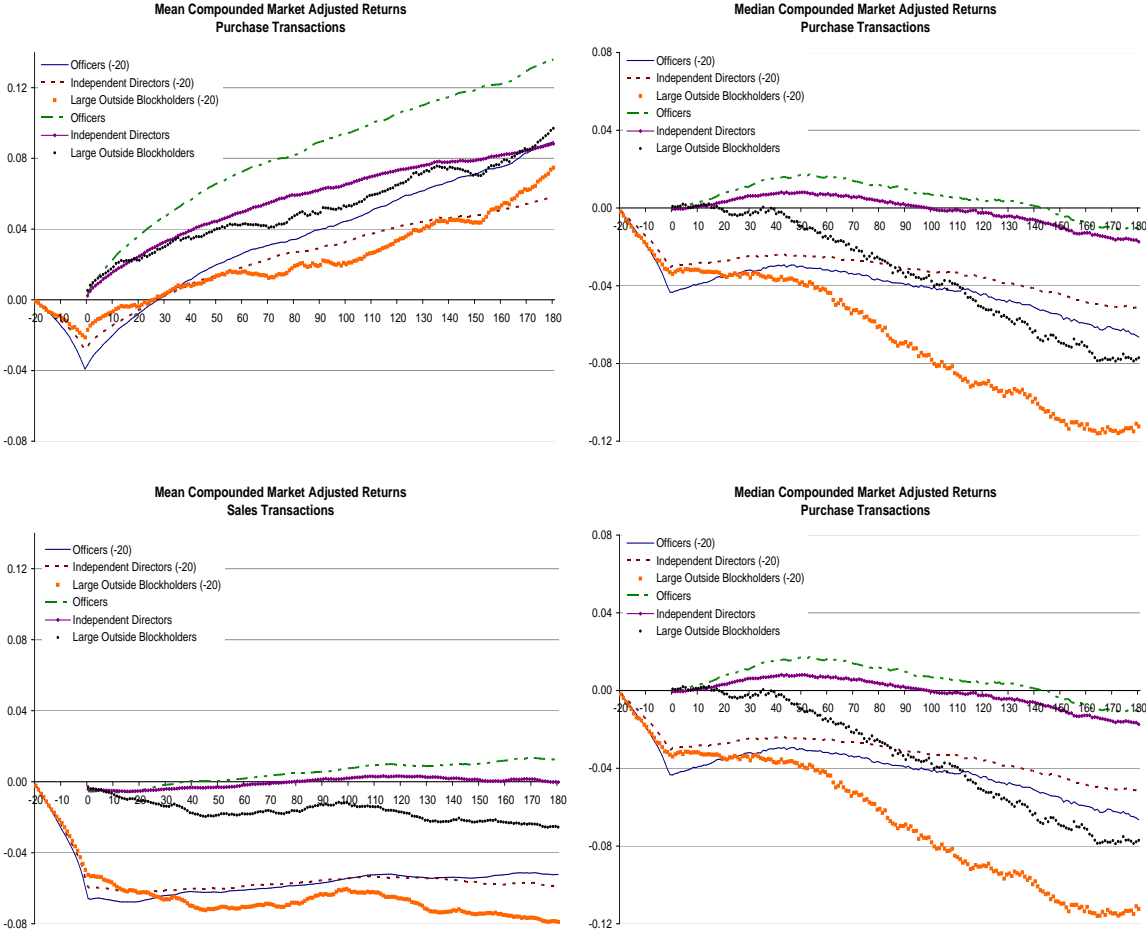 Mean Compounded Market Adjusted Returns
Purchase Transactions
Officers (-20)
Independent Directors (-20)
Large Outside Blockholders (-20)
Officers
Independent Directors
Large Outside Blockholders
0.12
0.08
0.04
0.00
-0.04
-0.08
-20 -10 0 10 20 30 40 50 60 70 80 90 100 110 120 130 140 150 160 170 180
Median Compounded Market Adjusted Returns
Purchase Transactions
Officers (-20)
Independent Directors (-20)
Large Outside Blockholders (-20)
Officers
Independent Directors
Large Outside Blockholders
0.08
0.04
0.00
-0.04
-0.08
-0.12
-20 -10 0 10 20 30 40 50 60 70 80 90 100 110 120 130 140 150 160 170 180
Mean Compounded Market Adjusted Returns
Sales Transactions
Officers (-20)
Independent Directors (-20)
Large Outside Blockholders (-20)
Officers
Independent Directors
Large Outside Blockholders
0.12
0.08
0.04
0.00
-0.04
-0.08
-20 -10 0 10 20 30 40 50 60 70 80 90 100 110 120 130 140 150 160 170 180
Median Compounded Market Adjusted Returns
Purchase Transactions
Officers (-20)
Independent Directors (-20)
Large Outside Blockholders (-20)
Officers
Independent Directors
Large Outside Blockholders
0.08
0.04
0.00
-0.04
-0.08
-0.12
-20 -10 0 10 20 30 40 50 60 70 80 90 100 110 120 130 140 150 160 170 180